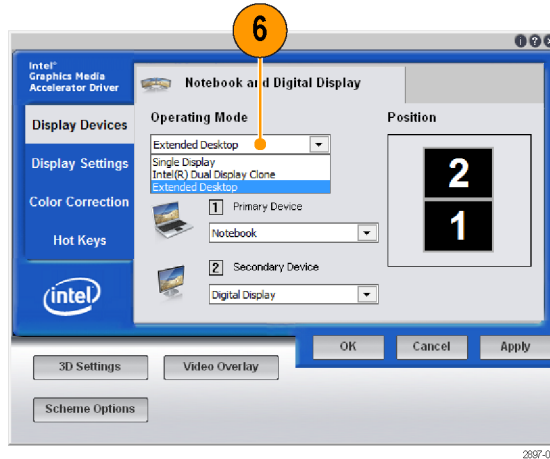 6
Intel®
Graphics Media
Accelerator Driver
Notebook and Digital Display
Display Devices
Display Settings
Color Correction
Hot Keys
intel
Operating Mode
Extended Desktop
Single Display
Intel(R) Dual Display Clone
Extended Desktop
1 Primary Device
Notebook
2 Secondary Device
Digital Display
Position
2
1
OK Cancel Apply
3D Settings Video Overlay
Scheme Options
2897-0